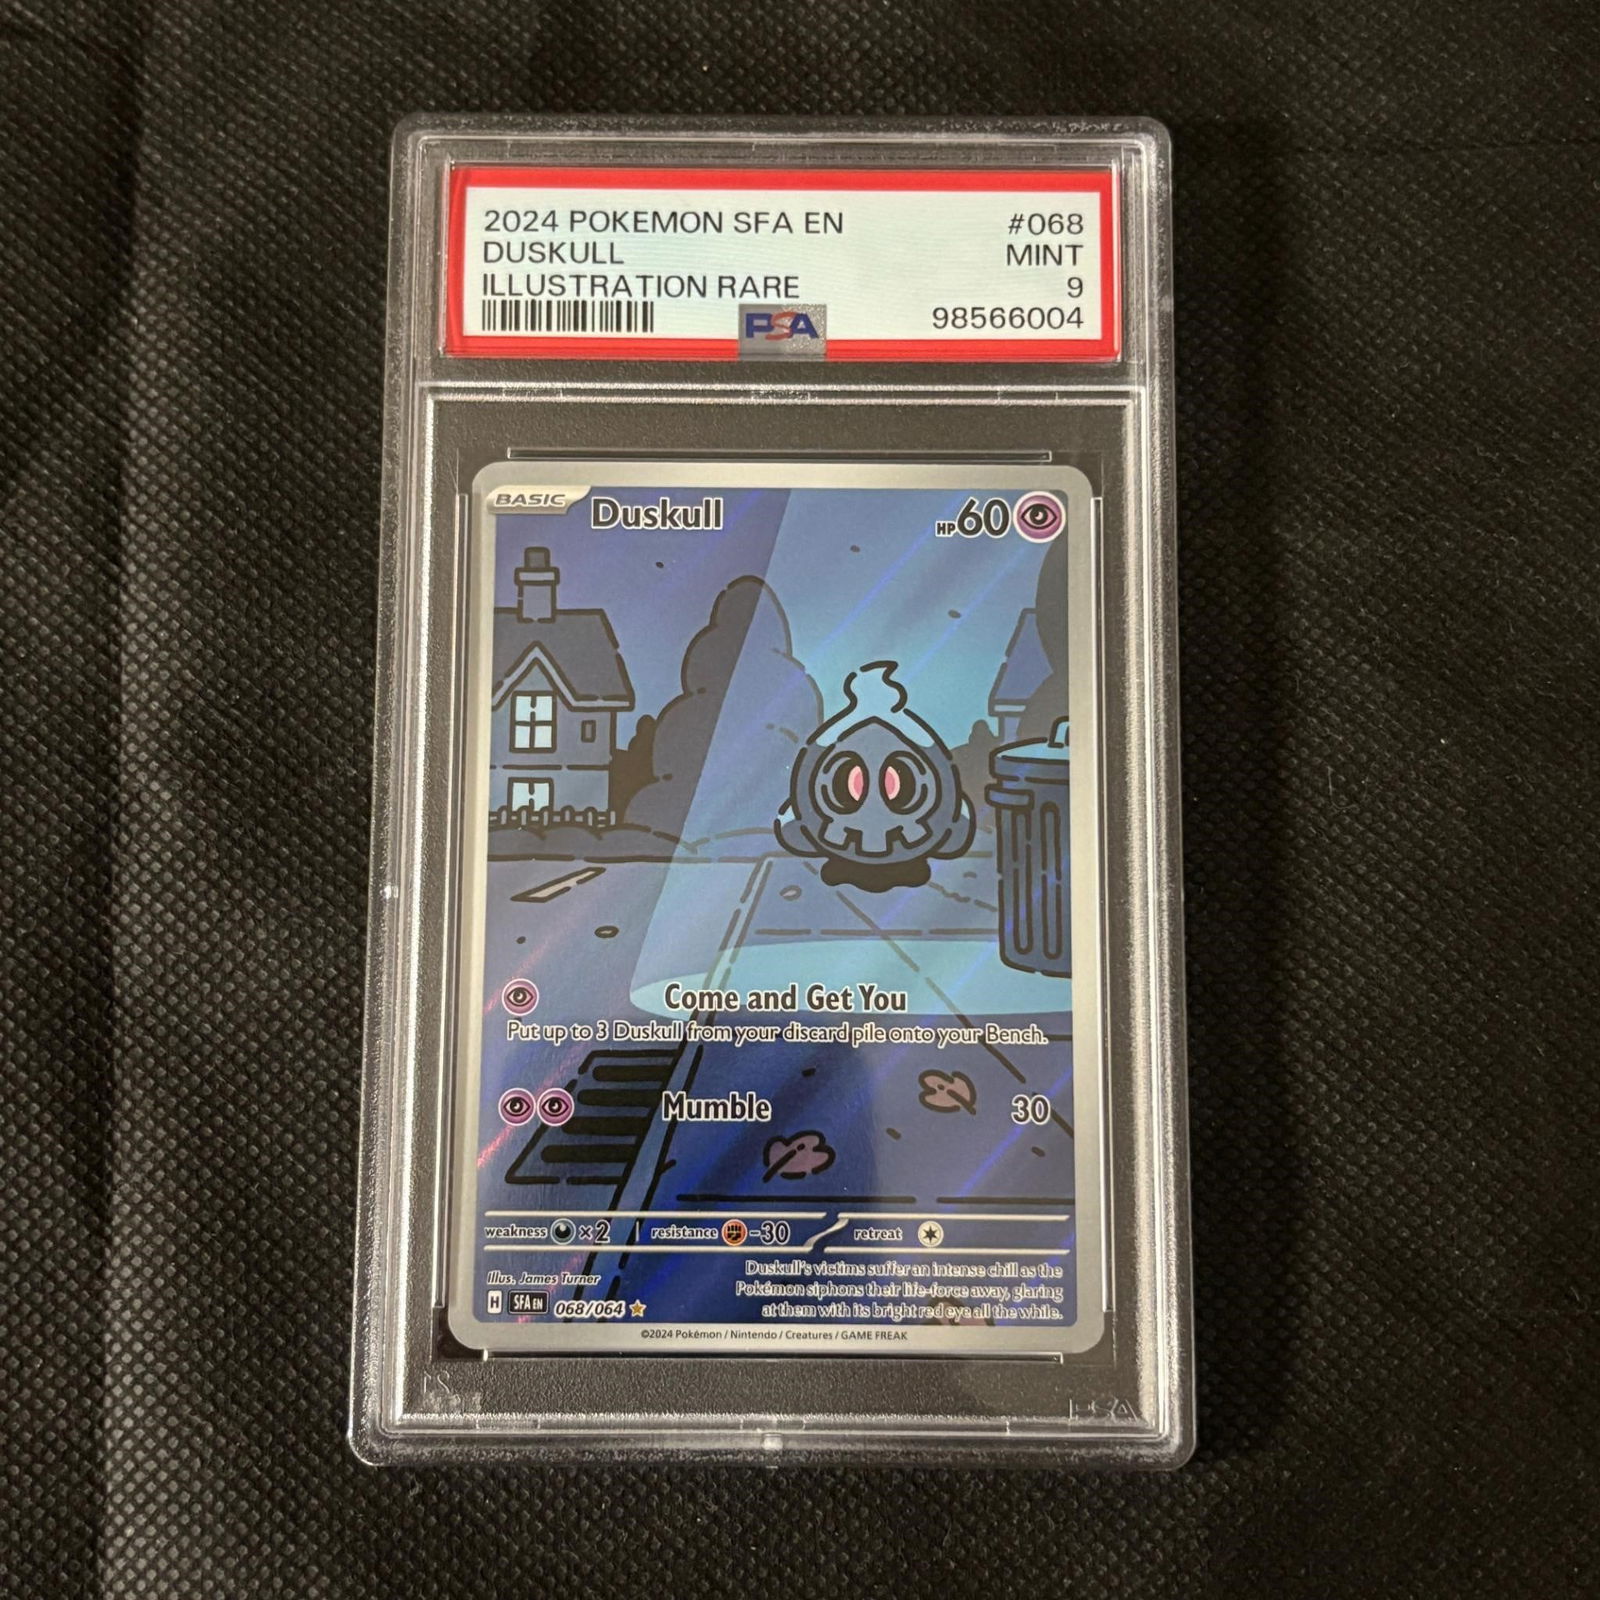 2024 POKEMON SFA EN #068
DUSKULL MINT
ILLUSTRATION RARE 9
PSA 98566004
BASIC Duskull HP60
Come and Get You
Put up to 3 Duskull from your discard pile onto your Bench.
Mumble 30
weakness ×2 resistance -30 retreat
Illus. James Turner
Duskull's victims suffer an intense chill as the
Pokémon siphons their life-force away, glaring
at them with its bright red eye all the while.
H SFA EN 068/064
©2024 Pokémon / Nintendo / Creatures / GAME FREAK
PSA